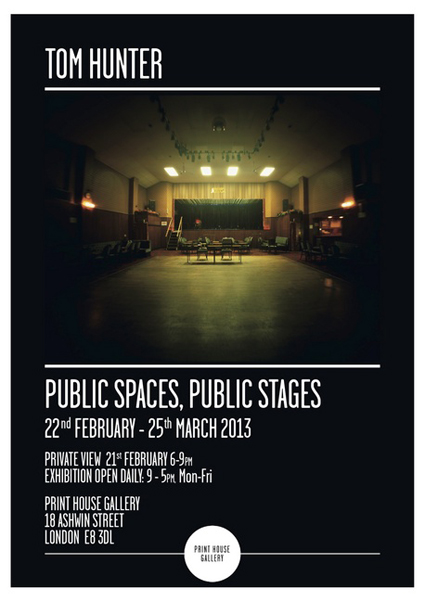 TOM HUNTER
PUBLIC SPACES, PUBLIC STAGES
22nd FEBRUARY - 25th MARCH 2013
PRIVATE VIEW 21st FEBRUARY 6-9PM
EXHIBITION OPEN DAILY: 9 - 5PM, Mon-Fri
PRINT HOUSE GALLERY
18 ASHWIN STREET
LONDON E8 3DL
PRINT HOUSE
GALLERY